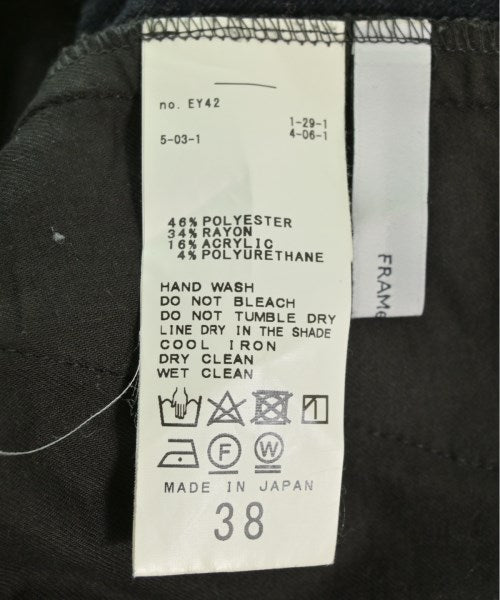 no. EY42
1-29-1
5-03-1
4-06-1
46% POLYESTER
34% RAYON
16% ACRYLIC
4% POLYURETHANE
HAND WASH
DO NOT BLEACH
DO NOT TUMBLE DRY
LINE DRY IN THE SHADE
COOL IRON
DRY CLEAN
WET CLEAN
F
W
MADE IN JAPAN
38
FRAMe